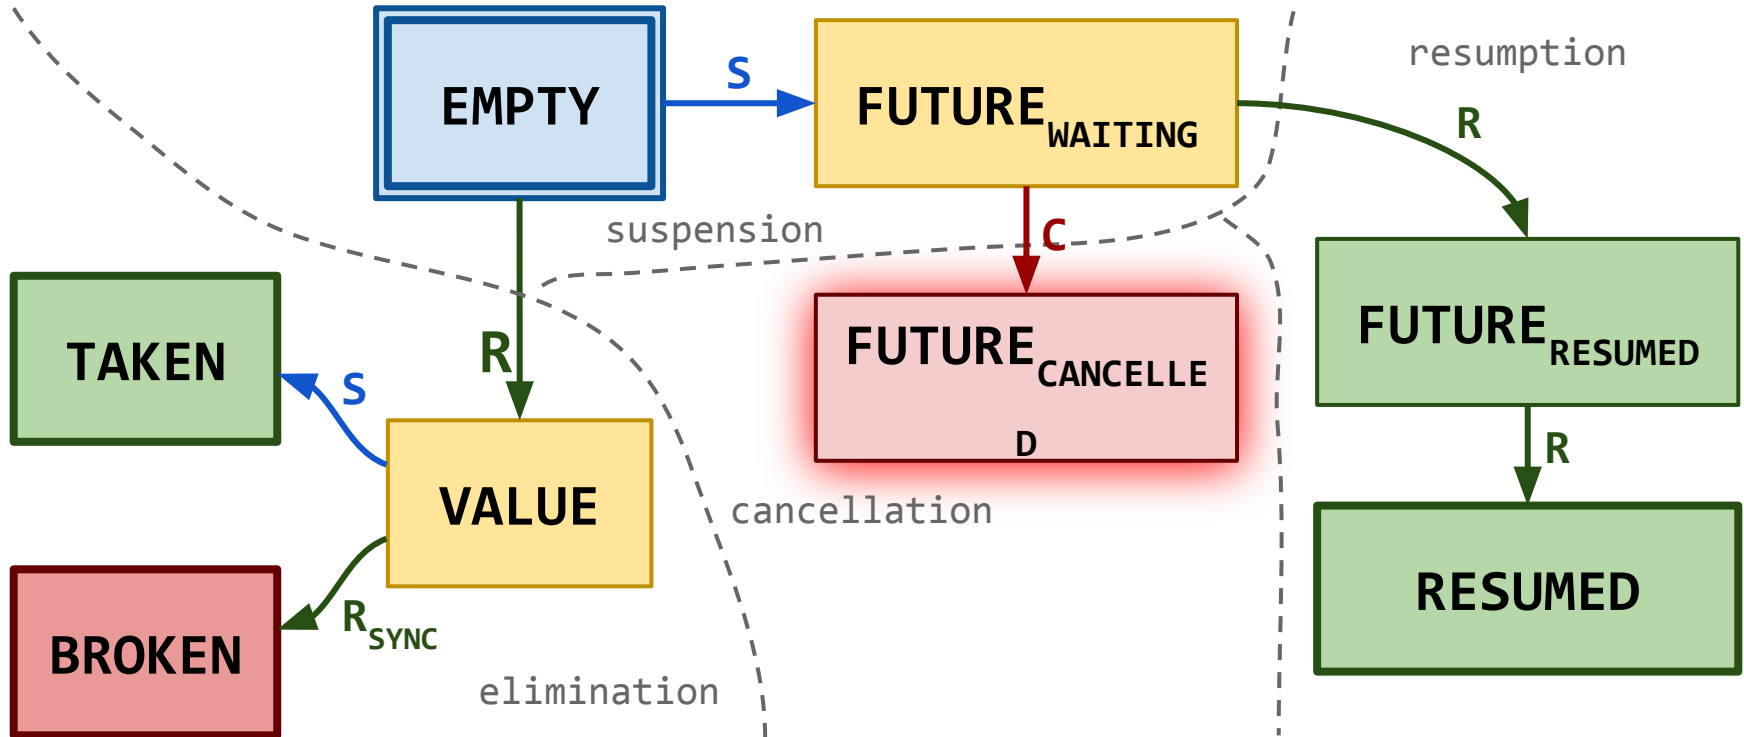 resumption
EMPTY
S
FUTURE WAITING
R
suspension
C
TAKEN
S
R
FUTURE CANCELLE
D
FUTURE RESUMED
R
VALUE
cancellation
BROKEN
R SYNC
elimination
RESUMED